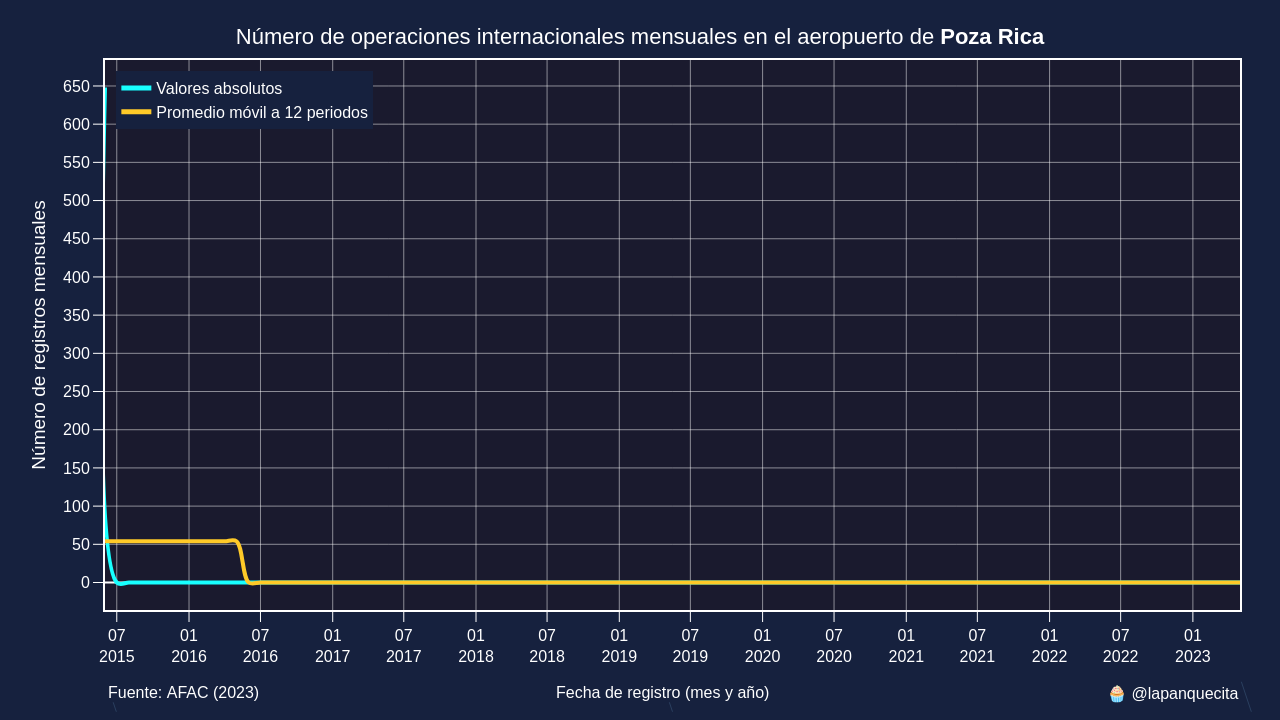 Número de operaciones internacionales mensuales en el aeropuerto de Poza Rica
Valores absolutos
Promedio móvil a 12 periodos
Número de registros mensuales
650
600
550
500
450
400
350
300
250
200
150
100
50
0
07 01 07 01 07 01 07 01 07 01 07 01 07 01 07 01
2015 2016 2016 2017 2017 2018 2018 2019 2019 2020 2020 2021 2021 2022 2022 2023
Fuente: AFAC (2023)
Fecha de registro (mes y año)
🧁 @lapanquecita